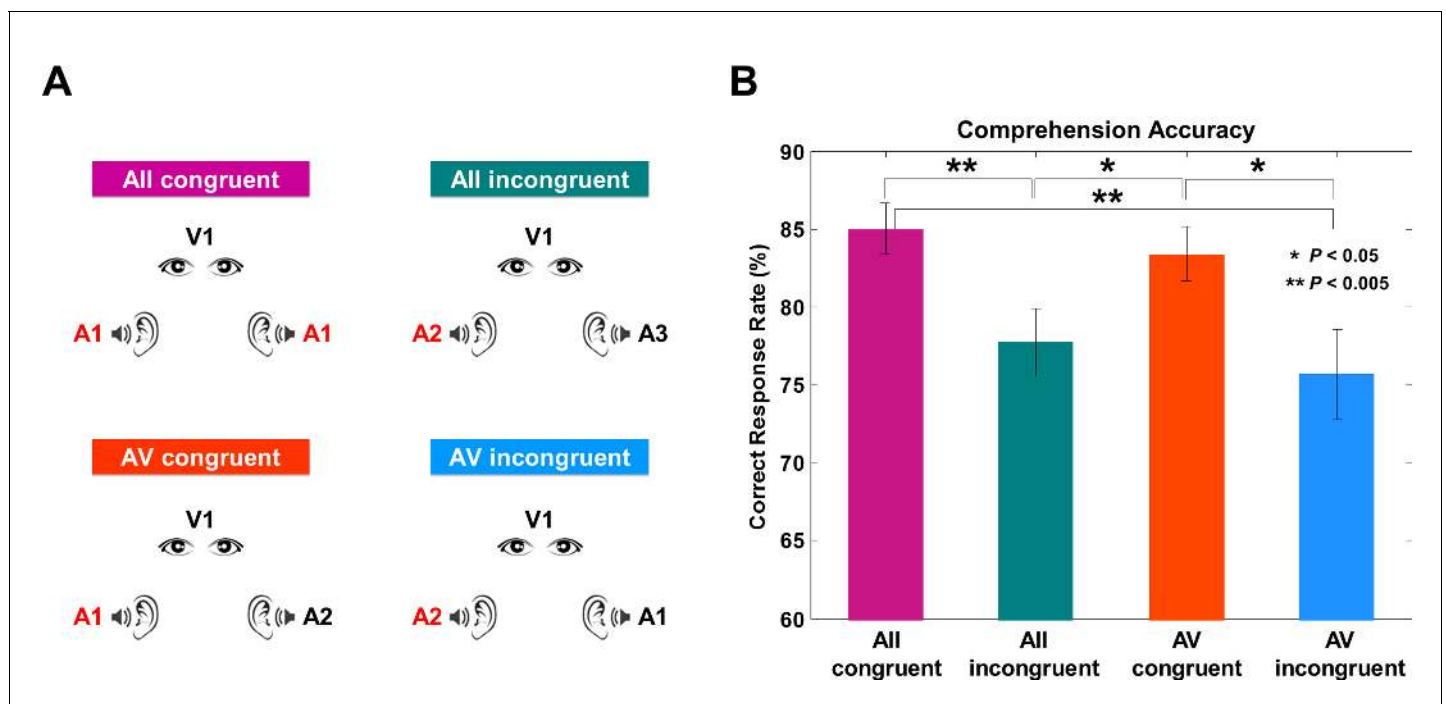 A
All congruent
All incongruent
V1
V1
A1 A1
A2 A3
AV congruent
AV incongruent
V1
V1
A1 A2
A2 A1
B
Comprehension Accuracy
Correct Response Rate (%)
90
85
80
75
70
65
60
** * *
**
* P < 0.05
** P < 0.005
All
congruent
All
incongruent
AV
congruent
AV
incongruent